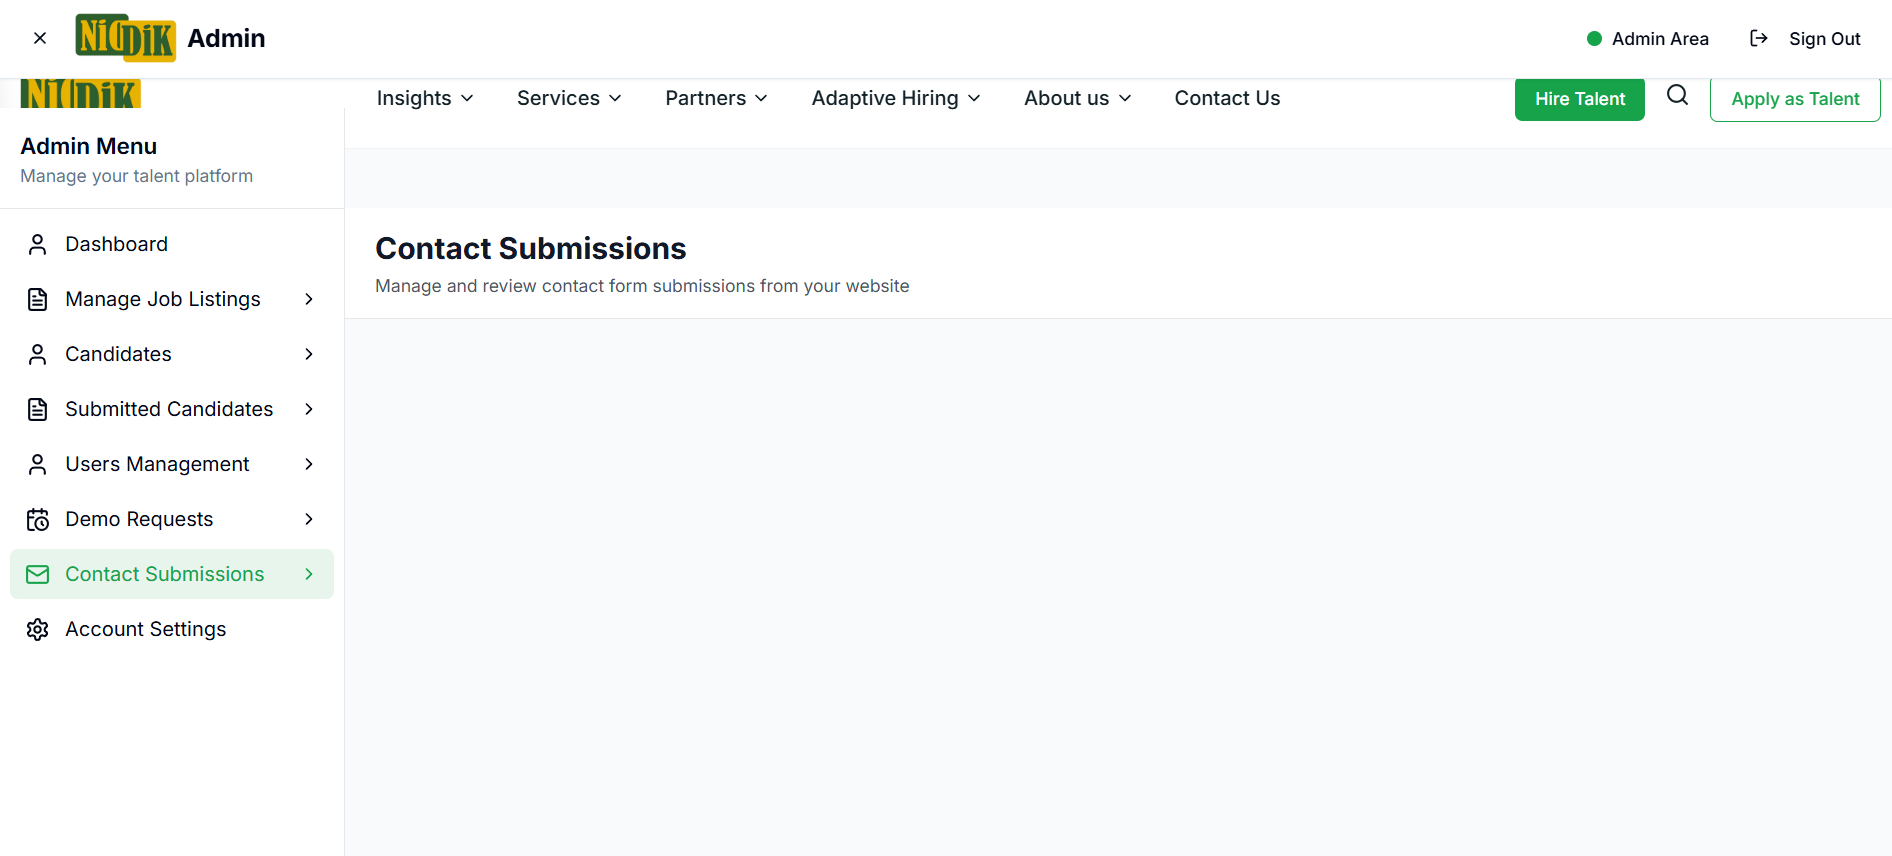 NiCDiK Admin
Admin Area
Sign Out
NiCDiK
Insights
Services
Partners
Adaptive Hiring
About us
Contact Us
Hire Talent
Apply as Talent
Admin Menu
Manage your talent platform
Dashboard
Manage Job Listings
Candidates
Submitted Candidates
Users Management
Demo Requests
Contact Submissions
Account Settings
Contact Submissions
Manage and review contact form submissions from your website